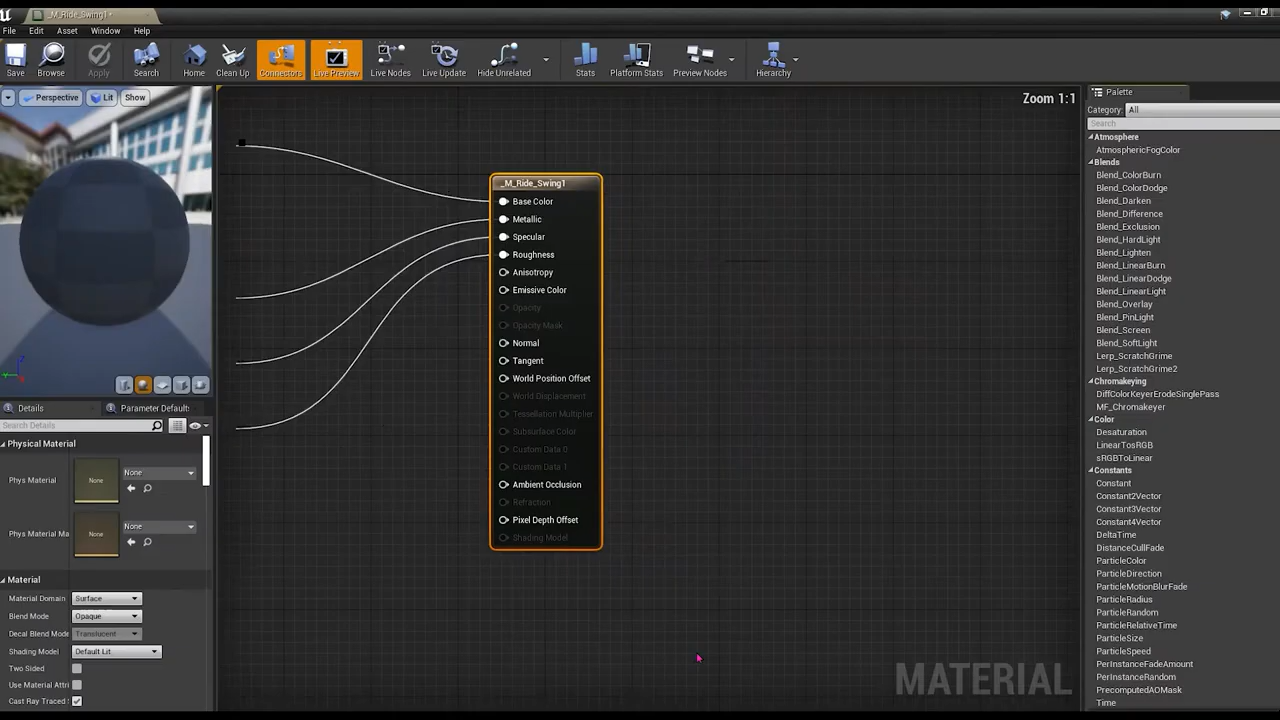 _M_Ride_Swing1*
File Edit Asset Window Help
Save Browse Apply Search Home Clean Up Connectors Live Preview Live Nodes Live Update Hide Unrelated Stats Platform Stats Preview Nodes Hierarchy
Perspective Lit Show
Zoom 1:1
Palette
Category: All
Search
Atmosphere
AtmosphericFogColor
Blends
Blend_ColorBurn
Blend_ColorDodge
Blend_Darken
Blend_Difference
Blend_Exclusion
Blend_HardLight
Blend_Lighten
Blend_LinearBurn
Blend_LinearDodge
Blend_LinearLight
Blend_Overlay
Blend_PinLight
Blend_Screen
Blend_SoftLight
Lerp_ScratchGrime
Lerp_ScratchGrime2
Chromakeying
DiffColorKeyerErodeSinglePass
MF_Chromakeyer
Color
Desaturation
LinearTosRGB
sRGBToLinear
Constants
Constant
Constant2Vector
Constant3Vector
Constant4Vector
DeltaTime
DistanceCullFade
ParticleColor
ParticleDirection
ParticleMotionBlurFade
ParticleRadius
ParticleRandom
ParticleRelativeTime
ParticleSize
ParticleSpeed
PerInstanceFadeAmount
PerInstanceRandom
PrecomputedAOMask
Time
_M_Ride_Swing1
Base Color
Metallic
Specular
Roughness
Anisotropy
Emissive Color
Opacity
Opacity Mask
Normal
Tangent
World Position Offset
World Displacement
Tessellation Multiplier
Subsurface Color
Custom Data 0
Custom Data 1
Ambient Occlusion
Refraction
Pixel Depth Offset
Shading Model
MATERIAL
Z
Details Parameter Default
Search Details
Physical Material
Phys Material None None
Phys Material Ma None None
Material
Material Domain Surface
Blend Mode Opaque
Decal Blend Mode Translucent
Shading Model Default Lit
Two Sided
Use Material Attri
Cast Ray Traced S